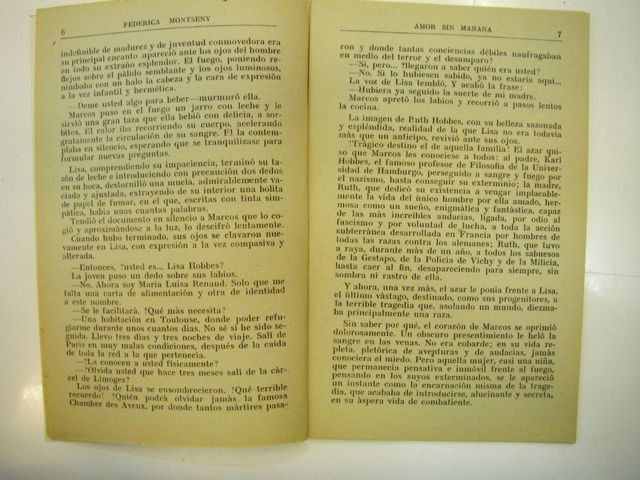 6
FEDERICA MONTSENY
indefinible de madurez y de juventud conmovedora era
su principal encanto apareció ante los ojos del hombre
en todo su extraño esplendor. El fuego, poniendo re-
flejos sobre el pálido semblante y los ojos luminosos,
nimbaba con un halo la cabeza y la cara de expresión
a la vez infantil y hermética.
—Deme usted algo para beber—murmuró ella.
Marcos puso en el fuego un jarro con leche y le
sirvió una gran taza que ella bebió con delicia, a sor-
bitos. El calor iba recorriendo su cuerpo, acelerando
gratamente la circulación de su sangre. El la contem-
plaba en silencio, esperando que se tranquilizase para
formular nuevas preguntas.
Lisa, comprendiendo su impaciencia, terminó su ta-
zón de leche e introduciendo con precaución dos dedos
en su boca, destornilló una muela, admirablemente va-
ciada y ajustada, extrayendo de su interior una bolita
de papel de fumar, en el que, escritas con tinta sim-
pática, había unas cuantas palabras.
Tendió el documento en silencio a Marcos que lo co-
gió y aproximándose a la luz, lo descifró lentamente.
Cuando hubo terminado, sus ojos se clavaron nue-
vamente en Lisa, con expresión a la vez compasiva y
alterada.
—Entonces, ?usted es... Lisa Hobbes?
La joven puso un dedo sobre sus labios.
—No. Ahora soy María Luisa Renaud. Solo que me
falta una carta de alimentación y otra de identidad
a este nombre.
—Se le facilitará. ?Qué más necesita?
—Una habitación en Toulouse, donde poder refu-
giarme durante unos cuantos días. No sé si he sido se-
guida. Llevo tres días y tres noches de viaje. Salí de
París en muy malas condiciones, después de la caída
de toda la red a la que pertenecía.
—?La conocen a usted físicamente?
—?Olvida usted que hace tres meses salí de la cár-
cel de Limoges?
Los ojos de Lisa se ensombrecieron. !Qué terrible
recuerdo! ?Quién podrá olvidar jamás la famosa
Chambre des Aveux, por donde tantos mártires pasa-
AMOR SIN MAÑANA
7
ron y donde tantas conciencias débiles naufragaban
en medio del terror y el desamparo?
—Sí, pero... ?llegaron a saber quién era usted?
—No. Si lo hubiesen sabido, ya no estaría aquí...
La voz de Lisa tembló. Y acabó la frase:
—Hubiera ya seguido la suerte de mi madre.
Marcos apretó los labios y recorrió a pasos lentos
la cocina.
La imagen de Ruth Hobbes, con su belleza sazonada
y espléndida, realidad de la que Lisa no era todavía
más que un anticipo, revivió ante sus ojos.
!Trágico destino el de aquella familia! El azar qui-
so que Marcos les conociese a todos: al padre, Karl
Hobbes, el famoso profesor de Filosofía de la Univer-
sidad de Hamburgo, perseguido a sangre y fuego por
el nazismo, hasta conseguir su exterminio; la madre,
Ruth, que dedicó su existencia a vengar implacable-
mente la vida del único hombre por ella amado, her-
mosa como un sueño, enigmática y fantástica, capaz
de las más increíbles audacias, ligada, por odio al
fascismo y por voluntad de lucha, a toda la acción
subterránea desarrollada en Francia por hombres de
todas las razas contra los alemanes; Ruth, que tuvo
a raya, durante más de un año, a todos los sabuesos
de la Gestapo, de la Policía de Vichy y de la Milicia,
hasta caer al fin, desapareciendo para siempre, sin
sombra ni rastro de ella.
Y ahora, una vez más, el azar le ponía frente a Lisa,
el último vástago, destinado, como sus progenitores, a
la terrible tragedia que, asolando un mundo, diezma-
ba principalmente una raza.
Sin saber por qué, el corazón de Marcos se oprimió
dolorosamente. Un obscuro presentimiento le heló la
sangre en las venas. No era cobarde; en su vida re-
pleta, pletórica de aventuras y de audacias, jamás
conociera el miedo. Pero aquella mujer, casi una niña,
que permanecía pensativa e inmóvil frente al fuego,
pensando en los suyos exterminados, se le apareció
un instante como la encarnación misma de la trage-
dia, que acababa de introducirse, alucinante y secreta,
en su áspera vida de combatiente.